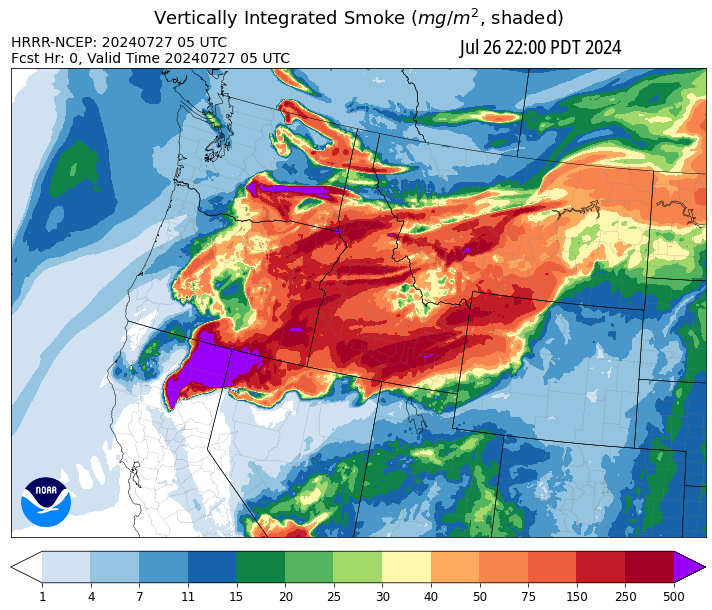 Vertically Integrated Smoke (mg/m², shaded)
HRRR-NCEP: 20240727 05 UTC
Fcst Hr: 0, Valid Time 20240727 05 UTC
Jul 26 22:00 PDT 2024
NOAA
1 4 7 11 15 20 25 30 40 50 75 150 250 500